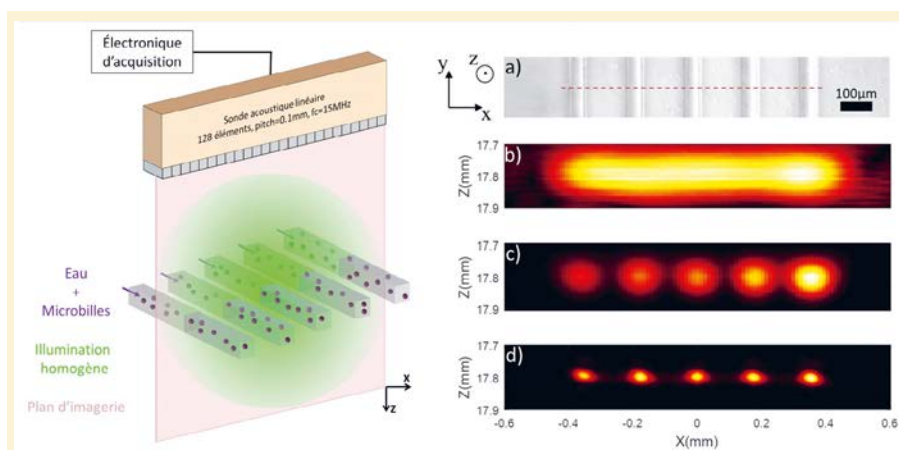 Électronique
d'acquisition
Sonde acoustique linéaire
128 éléments, pitch=0.1mm, fc=15MHz
Eau
+
Microbilles
Illumination
homogène
Plan d'imagerie
x
z
y
z
x
a)
100µm
b)
17.7
17.8
17.9
Z(mm)
c)
17.7
17.8
17.9
Z(mm)
d)
17.7
17.8
17.9
Z(mm)
-0.6 -0.4 -0.2 0 0.2 0.4 0.6
X(mm)